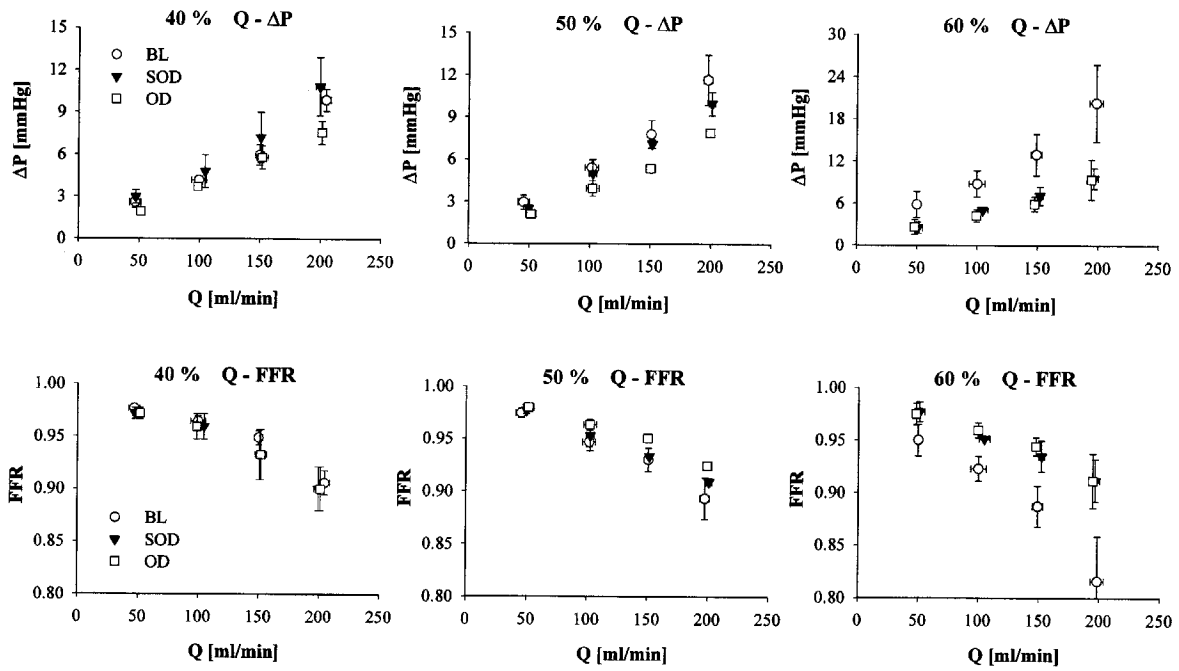 40 % Q - ΔP
50 % Q - ΔP
60 % Q - ΔP
15
12
9
6
3
0
ΔP [mmHg]
BL
SOD
OD
50
100
150
200
250
Q [ml/min]
15
12
9
6
3
0
ΔP [mmHg]
50
100
150
200
250
Q [ml/min]
30
24
18
12
6
0
ΔP [mmHg]
50
100
150
200
250
Q [ml/min]
40 % Q - FFR
50 % Q - FFR
60 % Q - FFR
1.00
0.95
0.90
0.85
0.80
FFR
BL
SOD
OD
0
50
100
150
200
250
Q [ml/min]
1.00
0.95
0.90
0.85
0.80
FFR
0
50
100
150
200
250
Q [ml/min]
1.00
0.95
0.90
0.85
0.80
FFR
0
50
100
150
200
250
Q [ml/min]